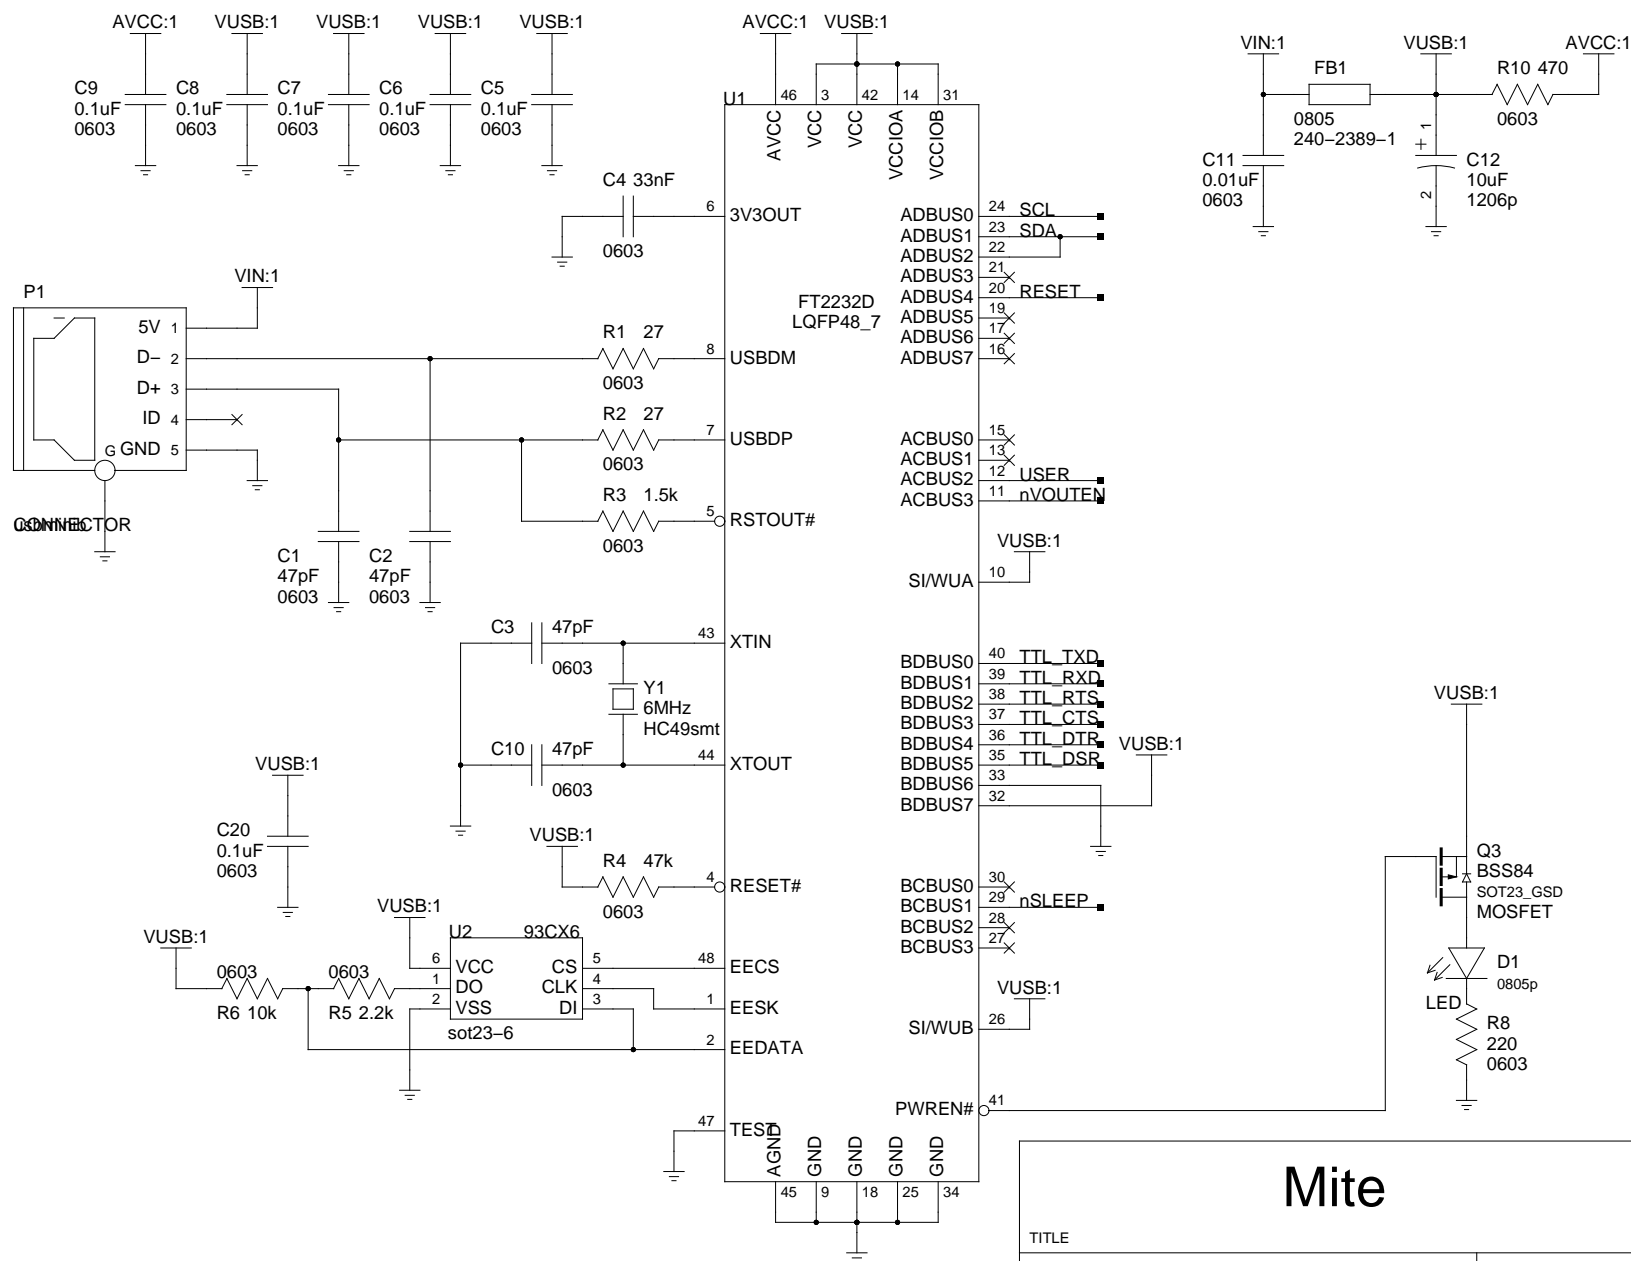 AVCC:1 VUSB:1 VUSB:1 VUSB:1 VUSB:1
C9 0.1uF 0603
C8 0.1uF 0603
C7 0.1uF 0603
C6 0.1uF 0603
C5 0.1uF 0603
AVCC:1 VUSB:1
U1
46 3 42 14 31
AVCC VCC VCC VCCIOA VCCIOB
VIN:1 VUSB:1 AVCC:1
FB1
0805
240−2389−1
R10 470
0603
C11
0.01uF
0603
+ 1
2
C12
10uF
1206p
C4 33nF
0603
6 3V3OUT
FT2232D
LQFP48_7
ADBUS0 24 SCL
ADBUS1 23 SDA
ADBUS2 22
ADBUS3 21
ADBUS4 20 RESET
ADBUS5 19
ADBUS6 17
ADBUS7 16
P1
VIN:1
5V 1
D− 2
D+ 3
ID 4
G GND 5
CONNECTOR
R1 27
0603
8 USBDM
R2 27
0603
7 USBDP
R3 1.5k
0603
5 RSTOUT#
C1
47pF
0603
C2
47pF
0603
ACBUS0 15
ACBUS1 13
ACBUS2 12 USER
ACBUS3 11 nVOUTEN
VUSB:1
SI/WUA 10
C3 47pF
0603
43 XTIN
Y1
6MHz
HC49smt
C10 47pF
0603
44 XTOUT
BDBUS0 40 TTL_TXD
BDBUS1 39 TTL_RXD
BDBUS2 38 TTL_RTS
BDBUS3 37 TTL_CTS
BDBUS4 36 TTL_DTR
BDBUS5 35 TTL_DSR
BDBUS6 33
BDBUS7 32
VUSB:1
VUSB:1
C20
0.1uF
0603
VUSB:1
R4 47k
0603
4 RESET#
BCBUS0 30
BCBUS1 29 nSLEEP
BCBUS2 28
BCBUS3 27
VUSB:1
Q3
BSS84
SOT23_GSD
MOSFET
D1
0805p
LED
R8
220
0603
VUSB:1
VUSB:1
0603
R6 10k
0603
R5 2.2k
U2 93CX6
6 VCC CS 5
1 DO CLK 4
2 VSS DI 3
sot23−6
48 EECS
1 EESK
2 EEDATA
VUSB:1
SI/WUB 26
PWREN# 41
47 TEST
AGND GND GND GND GND
45 9 18 25 34
Mite
TITLE